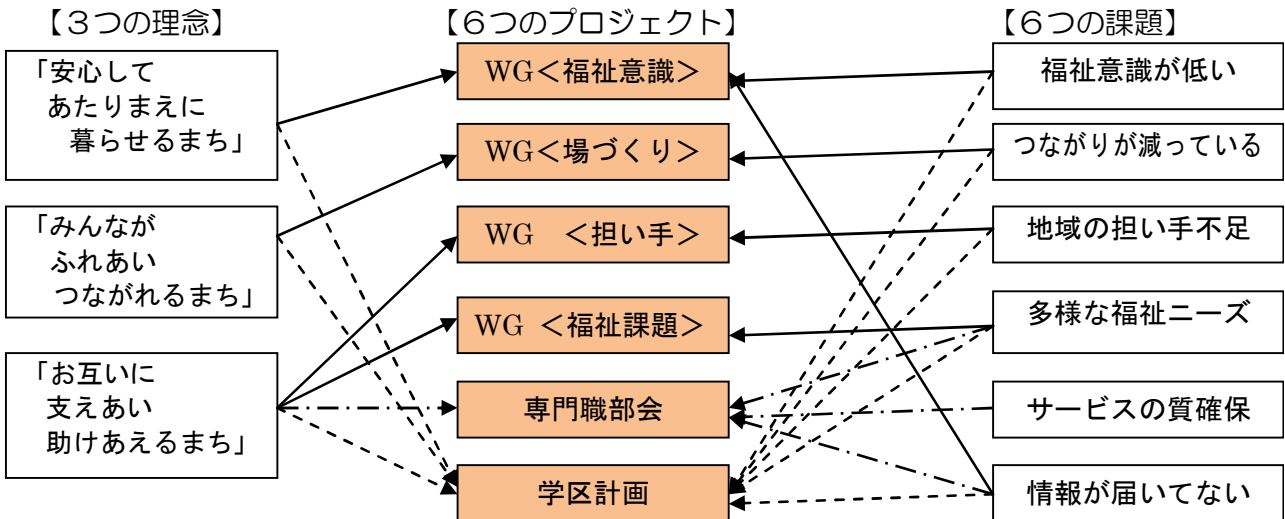 【３つの理念】
「安心して
あたりまえに
暮らせるまち」
「みんなが
ふれあい
つながれるまち」
「お互いに
支えあい
助けあえるまち」
【６つのプロジェクト】
WG＜福祉意識＞
WG＜場づくり＞
WG　＜担い手＞
WG ＜福祉課題＞
専門職部会
学区計画
【６つの課題】
福祉意識が低い
つながりが減っている
地域の担い手不足
多様な福祉ニーズ
サービスの質確保
情報が届いてない